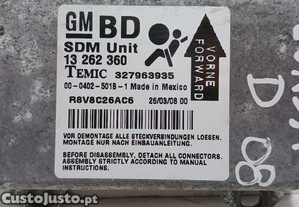 GM BD
SDM Unit
13 262 360
TEMIC 327963935
00-0402-501B-1 Made in Mexico
R8V8C26AC6 26/03/08 00
VORNE
FORWARD
VOR DEMONTAGE ALLE STECKVERBINDUNGEN LOESEN.
MONTAGE NUR NACH EINBAUANLEITUNG
BEFORE DISASSEMBLY, DETACH ALL CONNECTORS.
ASSEMBLY STRICTLY ACCORDING TO MANUAL
INSTRUCTIONS.
D 08
CustoJusto.pt